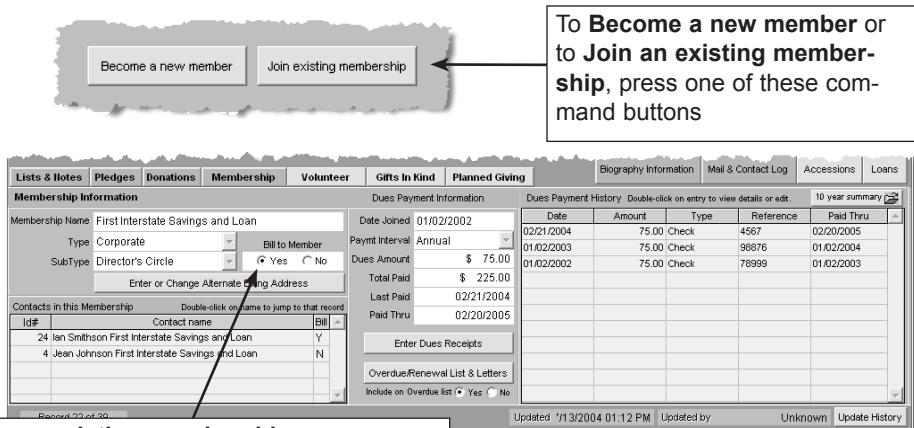 Become a new member
Join existing membership
To Become a new member or
to Join an existing member-
ship, press one of these com-
mand buttons
Lists & Notes Pledges Donations Membership Volunteer Gifts In Kind Planned Giving Biography Information Mail & Contact Log Accessions Loans
Membership Information Dues Payment Information Dues Payment History Double-click on entry to view details or edit. 10 year summary
Membership Name First Interstate Savings and Loan Date Joined 01/02/2002 Date Amount Type Reference Paid Thru
Type Corporate Bill to Member Paymt Interval Annual 02/21/2004 75.00 Check 4567 02/20/2005
SubType Director's Circle Yes No Dues Amount $ 75.00 01/02/2003 75.00 Check 98876 01/02/2004
Enter or Change Alternate Address Total Paid $ 225.00 01/02/2002 75.00 Check 78999 01/02/2003
Contacts in this Membership Double-click on name to jump to that record Last Paid 02/21/2004
Id# Contact name Bill Paid Thru 02/20/2005
24 Ian Smithson First Interstate Savings and Loan Y
4 Jean Johnson First Interstate Savings and Loan N Enter Dues Receipts
Overdue/Renewal List & Letters
Include on Overdue list Yes No
Updated 01:12 PM Updated by Unknown Update History